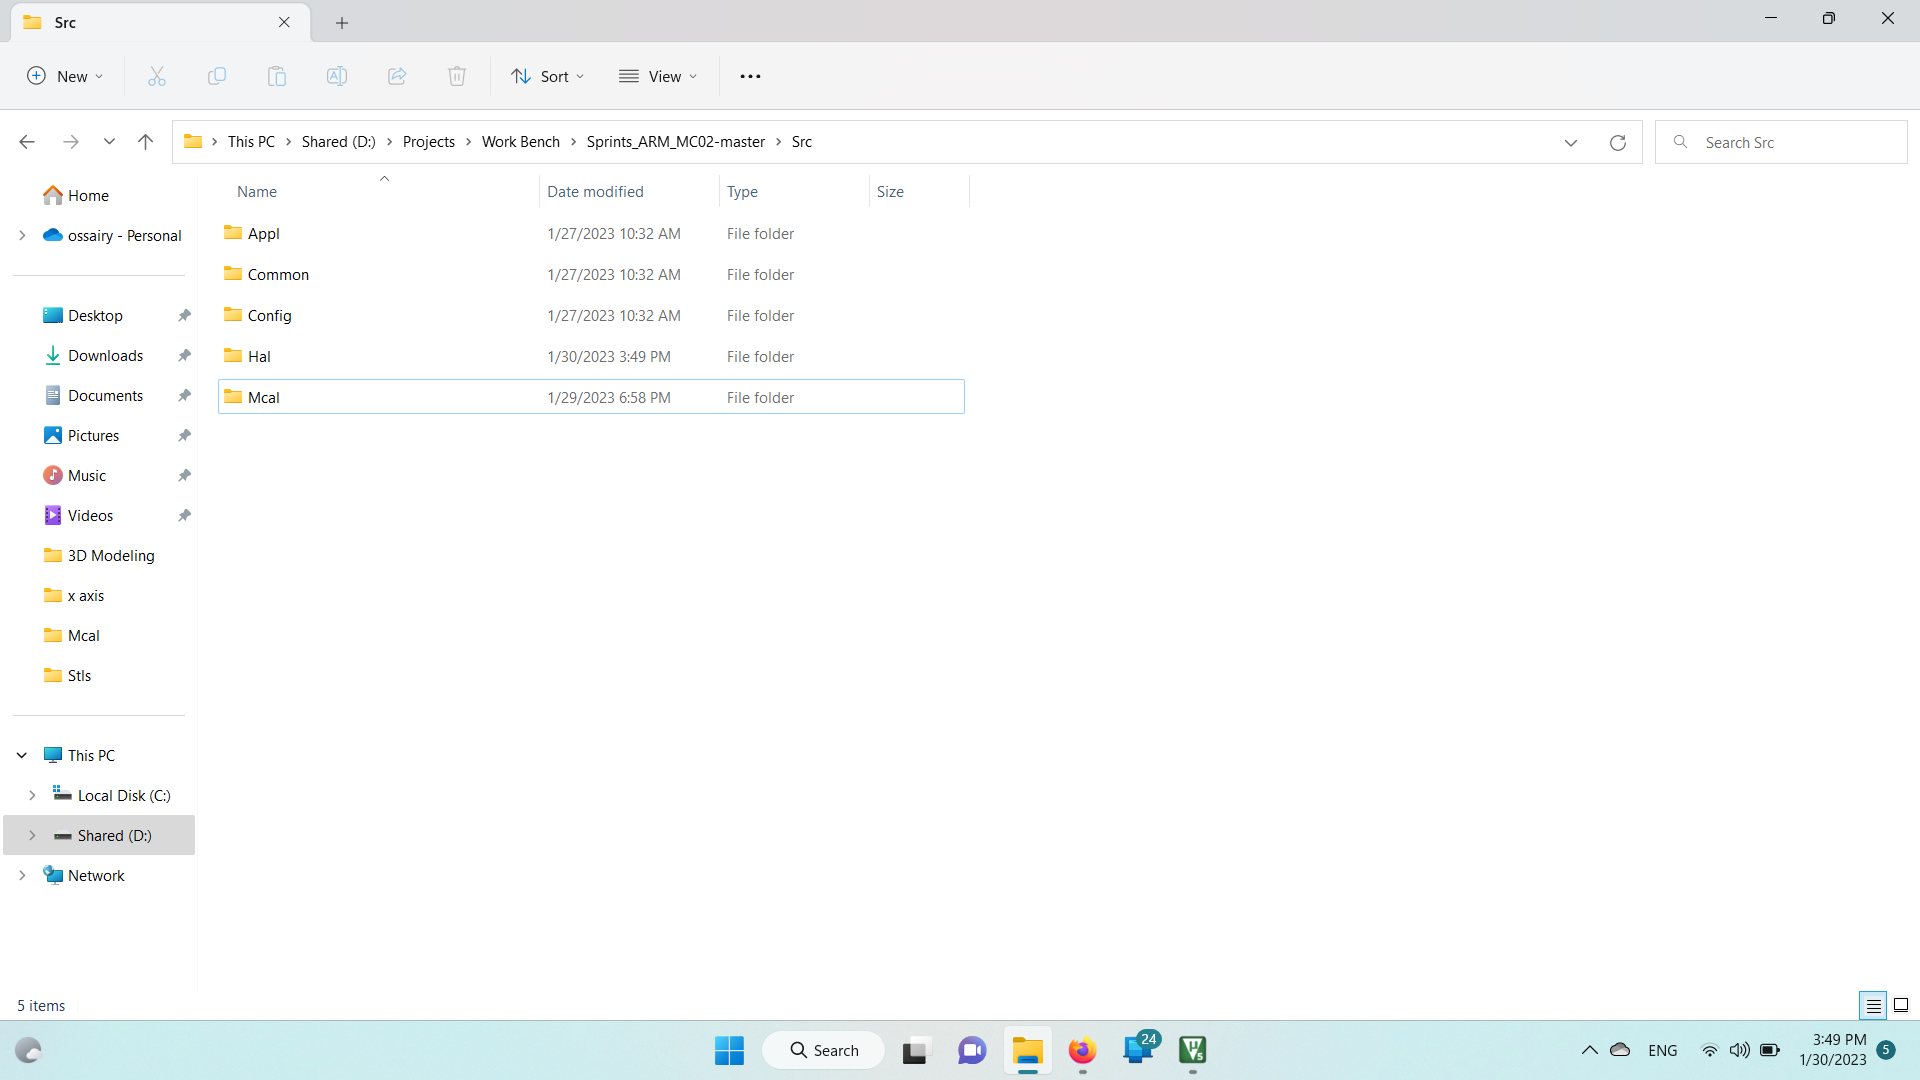 Src
New
Sort
View
This PC
Shared (D:)
Projects
Work Bench
Sprints_ARM_MC02-master
Src
Search Src
Home
ossairy - Personal
Desktop
Downloads
Documents
Pictures
Music
Videos
3D Modeling
x axis
Mcal
Stls
This PC
Local Disk (C:)
Shared (D:)
Network
Name Date modified Type Size
Appl 1/27/2023 10:32 AM File folder
Common 1/27/2023 10:32 AM File folder
Config 1/27/2023 10:32 AM File folder
Hal 1/30/2023 3:49 PM File folder
Mcal 1/29/2023 6:58 PM File folder
5 items
Search
24
ENG
3:49 PM
1/30/2023
5